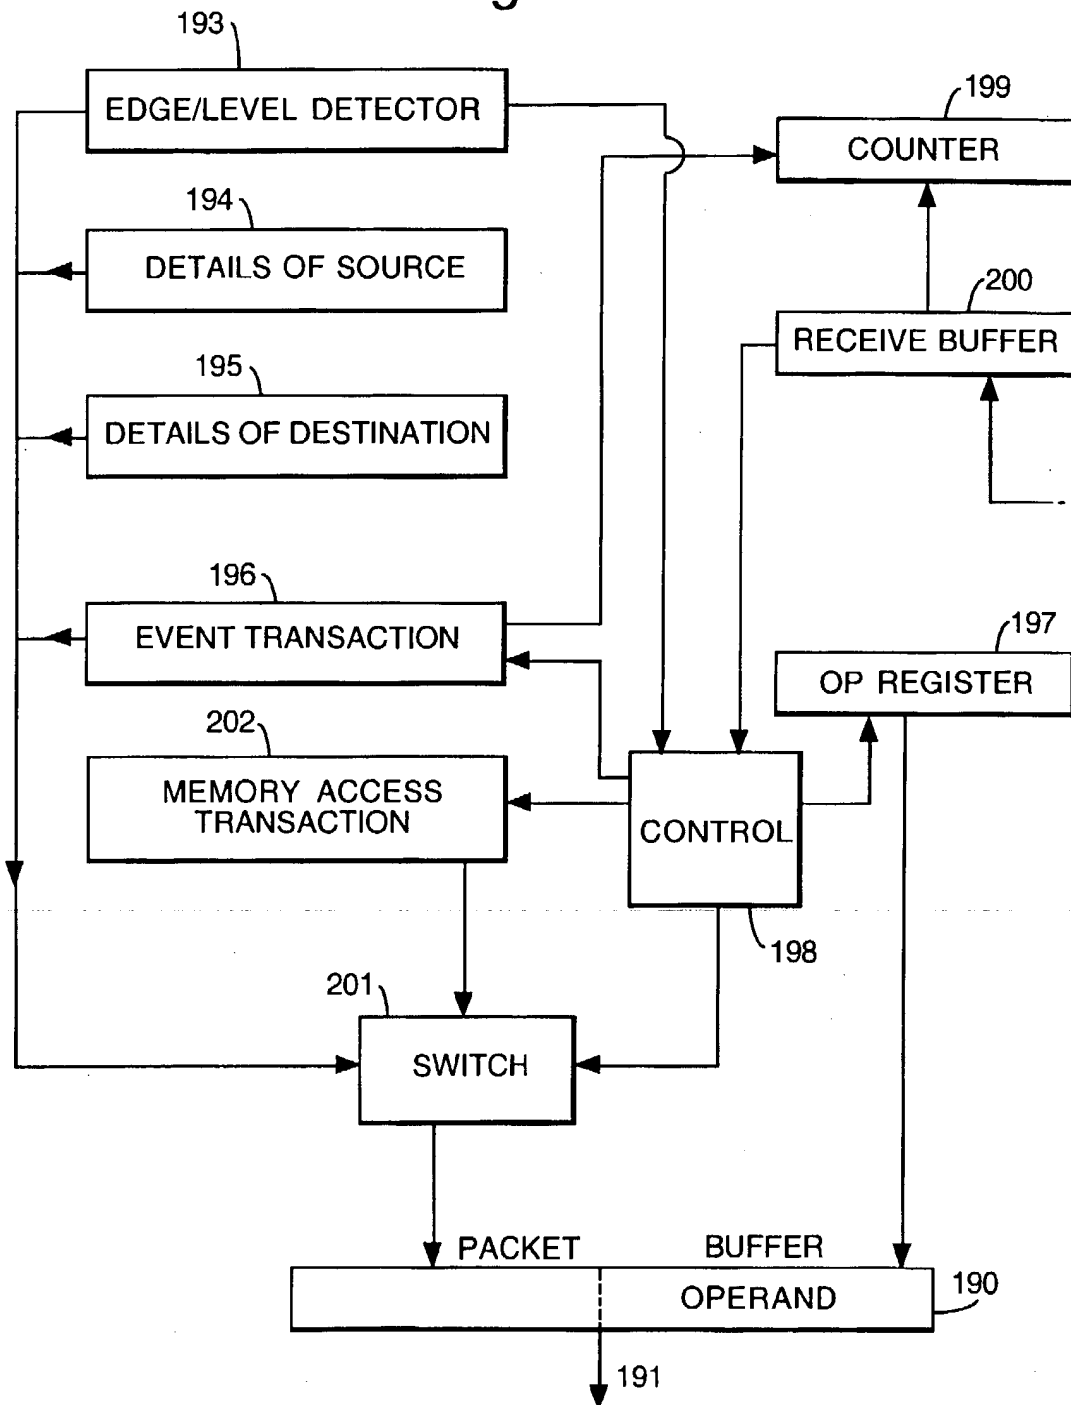 193
EDGE/LEVEL DETECTOR
199
COUNTER
194
DETAILS OF SOURCE
200
RECEIVE BUFFER
195
DETAILS OF DESTINATION
196
EVENT TRANSACTION
197
OP REGISTER
202
MEMORY ACCESS
TRANSACTION
CONTROL
198
201
SWITCH
PACKET BUFFER
OPERAND
190
191